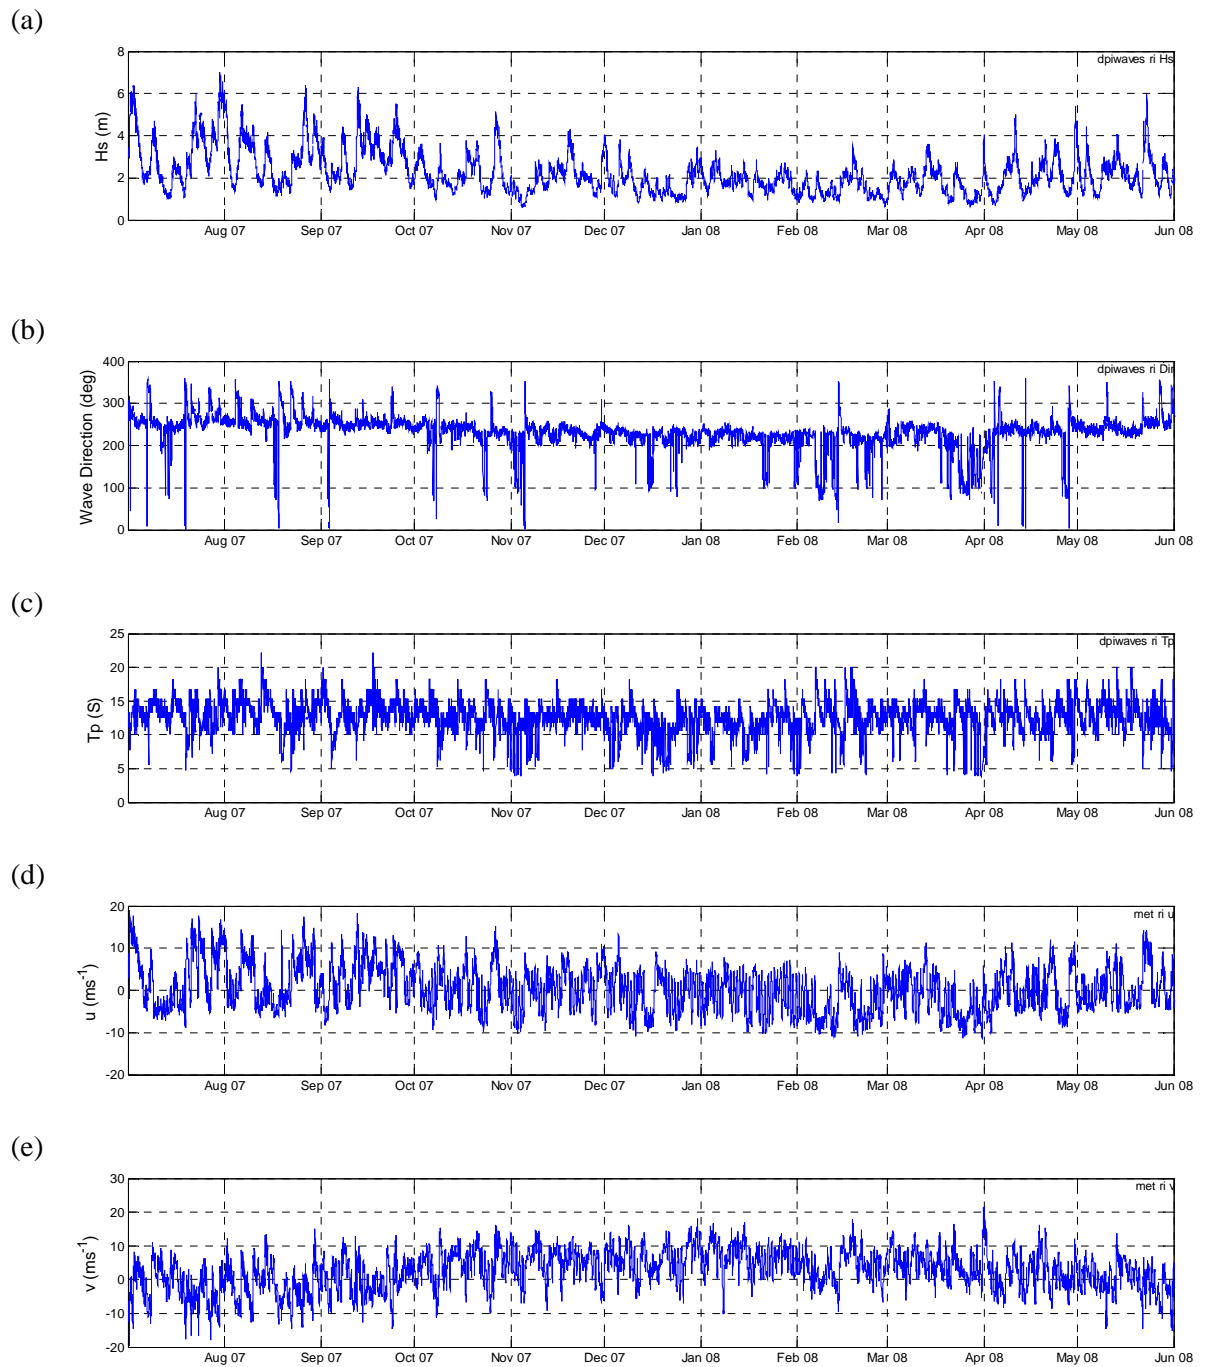 (a)
8
dpiwaves ri Hs
6
4
2
0
Hs (m)
Aug 07 Sep 07 Oct 07 Nov 07 Dec 07 Jan 08 Feb 08 Mar 08 Apr 08 May 08 Jun 08
(b)
400
dpiwaves ri Dir
300
200
100
0
Wave Direction (deg)
Aug 07 Sep 07 Oct 07 Nov 07 Dec 07 Jan 08 Feb 08 Mar 08 Apr 08 May 08 Jun 08
(c)
25
dpiwaves ri Tp
20
15
10
5
0
Tp (S)
Aug 07 Sep 07 Oct 07 Nov 07 Dec 07 Jan 08 Feb 08 Mar 08 Apr 08 May 08 Jun 08
(d)
20
met ri u
10
0
-10
-20
u (ms⁻¹)
Aug 07 Sep 07 Oct 07 Nov 07 Dec 07 Jan 08 Feb 08 Mar 08 Apr 08 May 08 Jun 08
(e)
30
met ri v
20
10
0
-10
-20
v (ms⁻¹)
Aug 07 Sep 07 Oct 07 Nov 07 Dec 07 Jan 08 Feb 08 Mar 08 Apr 08 May 08 Jun 08